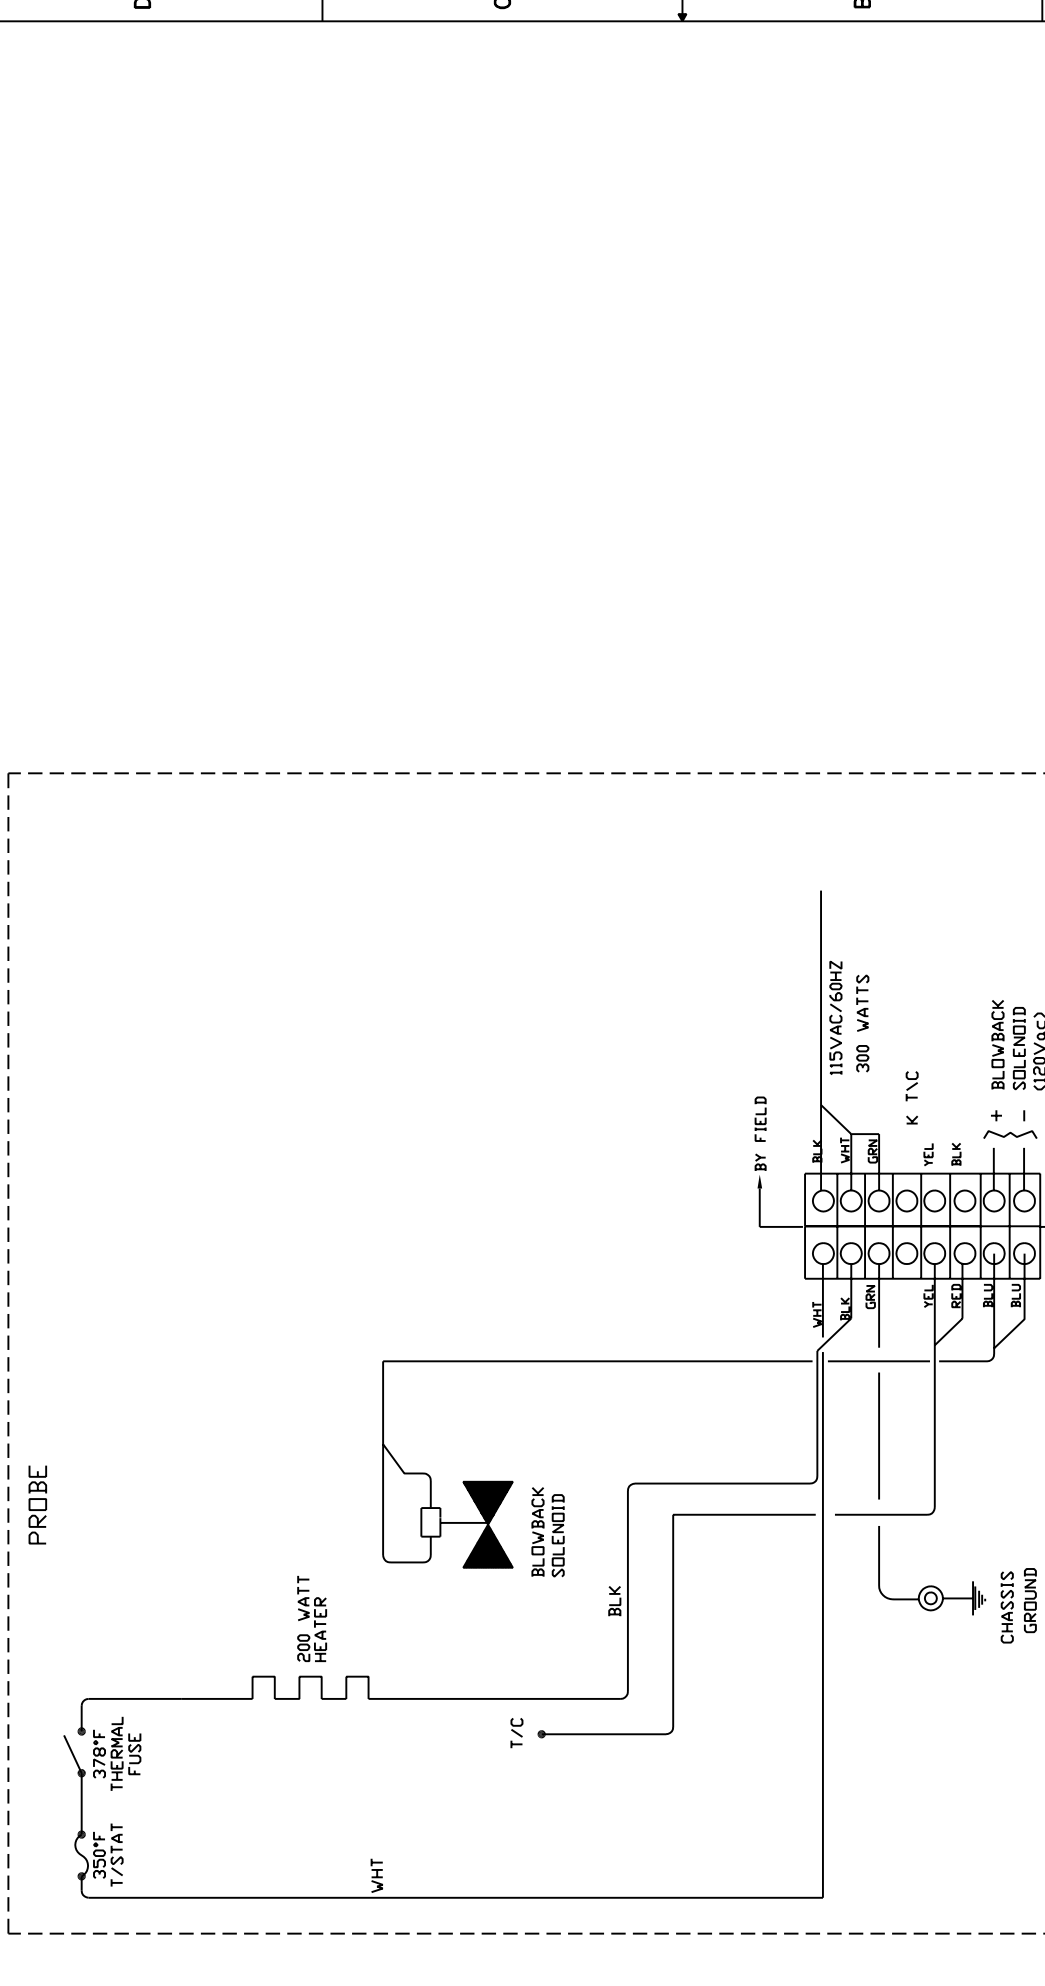 D
C
B
PROBE
378°F
THERMAL
FUSE
350°F
T/STAT
200 WATT
HEATER
WHT
BLOWBACK
SOLENOID
T/C
BLK
BY FIELD
115VAC/60HZ
300 WATTS
K T\C
BLK
WHT
GRN
YEL
BLK
+
-
BLOWBACK
SOLENOID
(120Vac)
WHT
BLK
GRN
YEL
RED
BLU
BLU
CHASSIS
GROUND